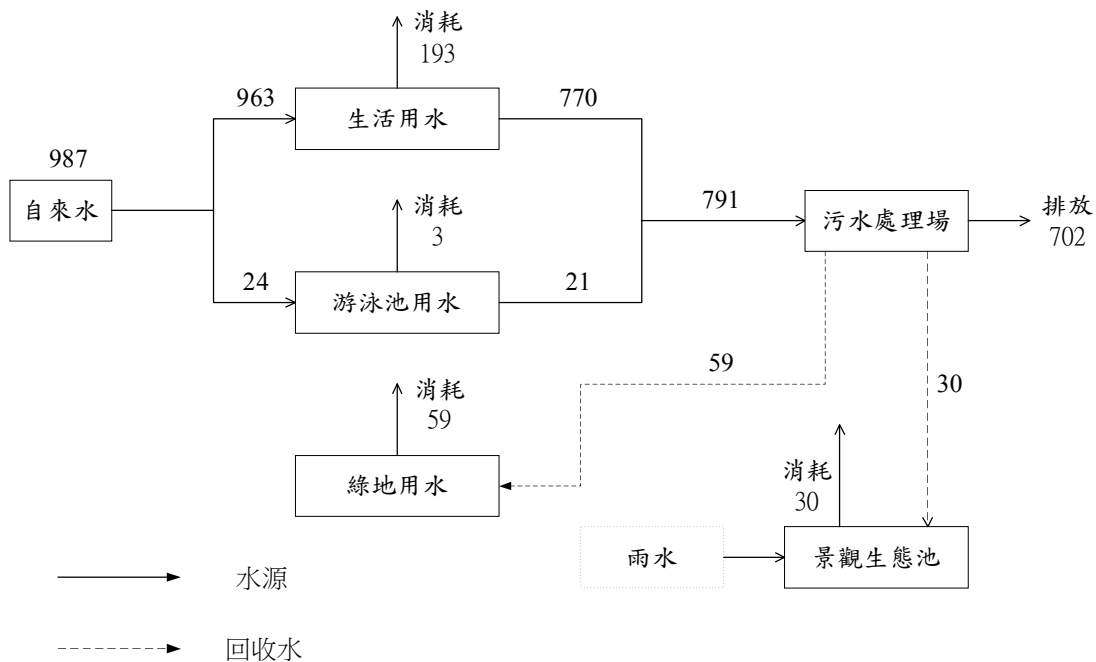 消耗
193
963
生活用水
770
987
自來水
消耗
3
791
污水處理場
排放
702
24
游泳池用水
21
59
30
消耗
59
綠地用水
消耗
30
雨水
景觀生態池
水源
回收水